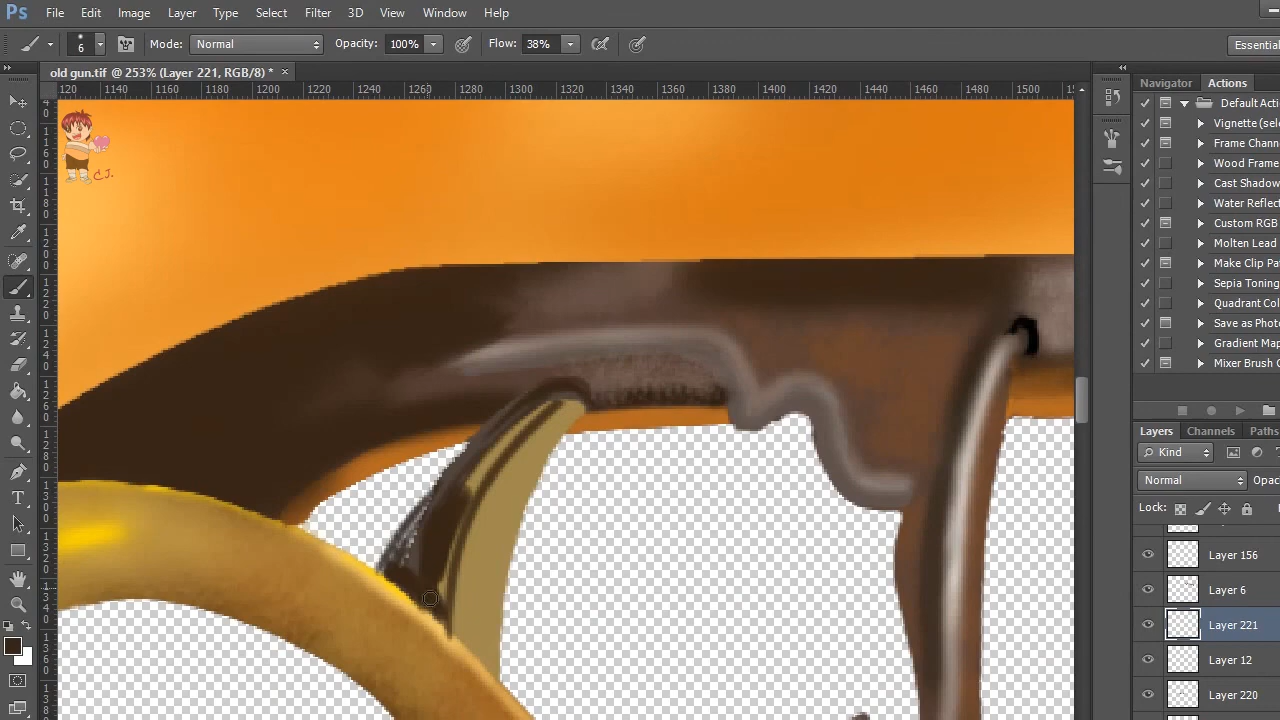 Ps File Edit Image Layer Type Select Filter 3D View Window Help
6 Mode: Normal Opacity: 100% Flow: 38% Essential
old gun.tif @ 253% (Layer 221, RGB/8) * ×
120 1140 1160 1180 1200 1220 1240 1260 1280 1300 1320 1340 1360 1380 1400 1420 1440 1460 1480 1500
C.J.
Navigator Actions
Default Acti
Vignette (sele
Frame Chann
Wood Frame
Cast Shadow
Water Reflect
Custom RGB
Molten Lead
Make Clip Pa
Sepia Toning
Quadrant Col
Save as Photo
Gradient Map
Mixer Brush C
Layers Channels Paths
Kind
Normal Opac
Lock:
Layer 156
Layer 6
Layer 221
Layer 12
Layer 220